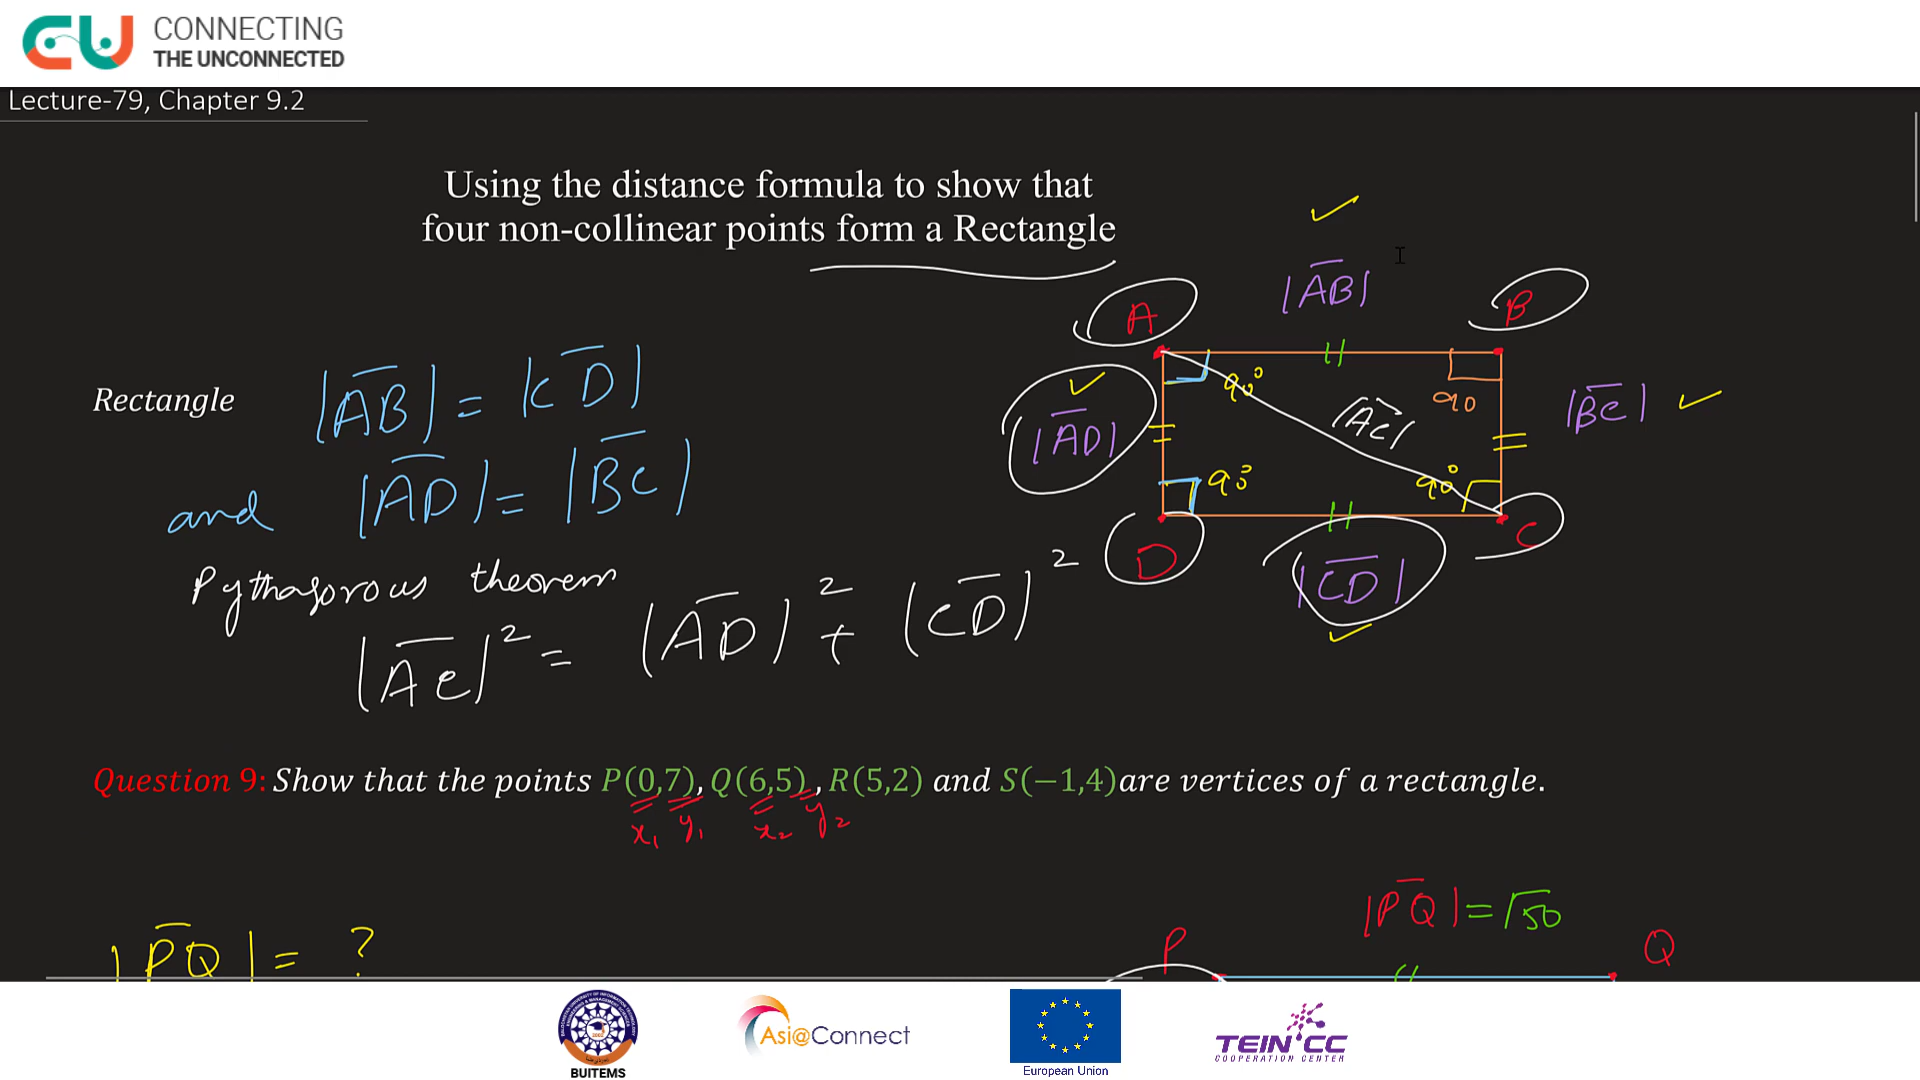 CONNECTING
THE UNCONNECTED
Lecture-79, Chapter 9.2
Using the distance formula to show that
four non-collinear points form a Rectangle
|AB|
A
B
Rectangle
|AB| = |CD|
|AD|
90°
90
|AC|
|BC|
and |AD| = |BC|
90°
90°
D
C
|CD|
Pythagorous theorem
|AC|² = |AD|² + |CD|²
Question 9: Show that the points P(0,7), Q(6,5), R(5,2) and S(−1,4)are vertices of a rectangle.
x₁ y₁ x₂ y₂
|PQ| = √50
|PQ| = ?
P
Q
BUITEMS
Asi@Connect
European Union
TEIN*CC
COOPERATION CENTER